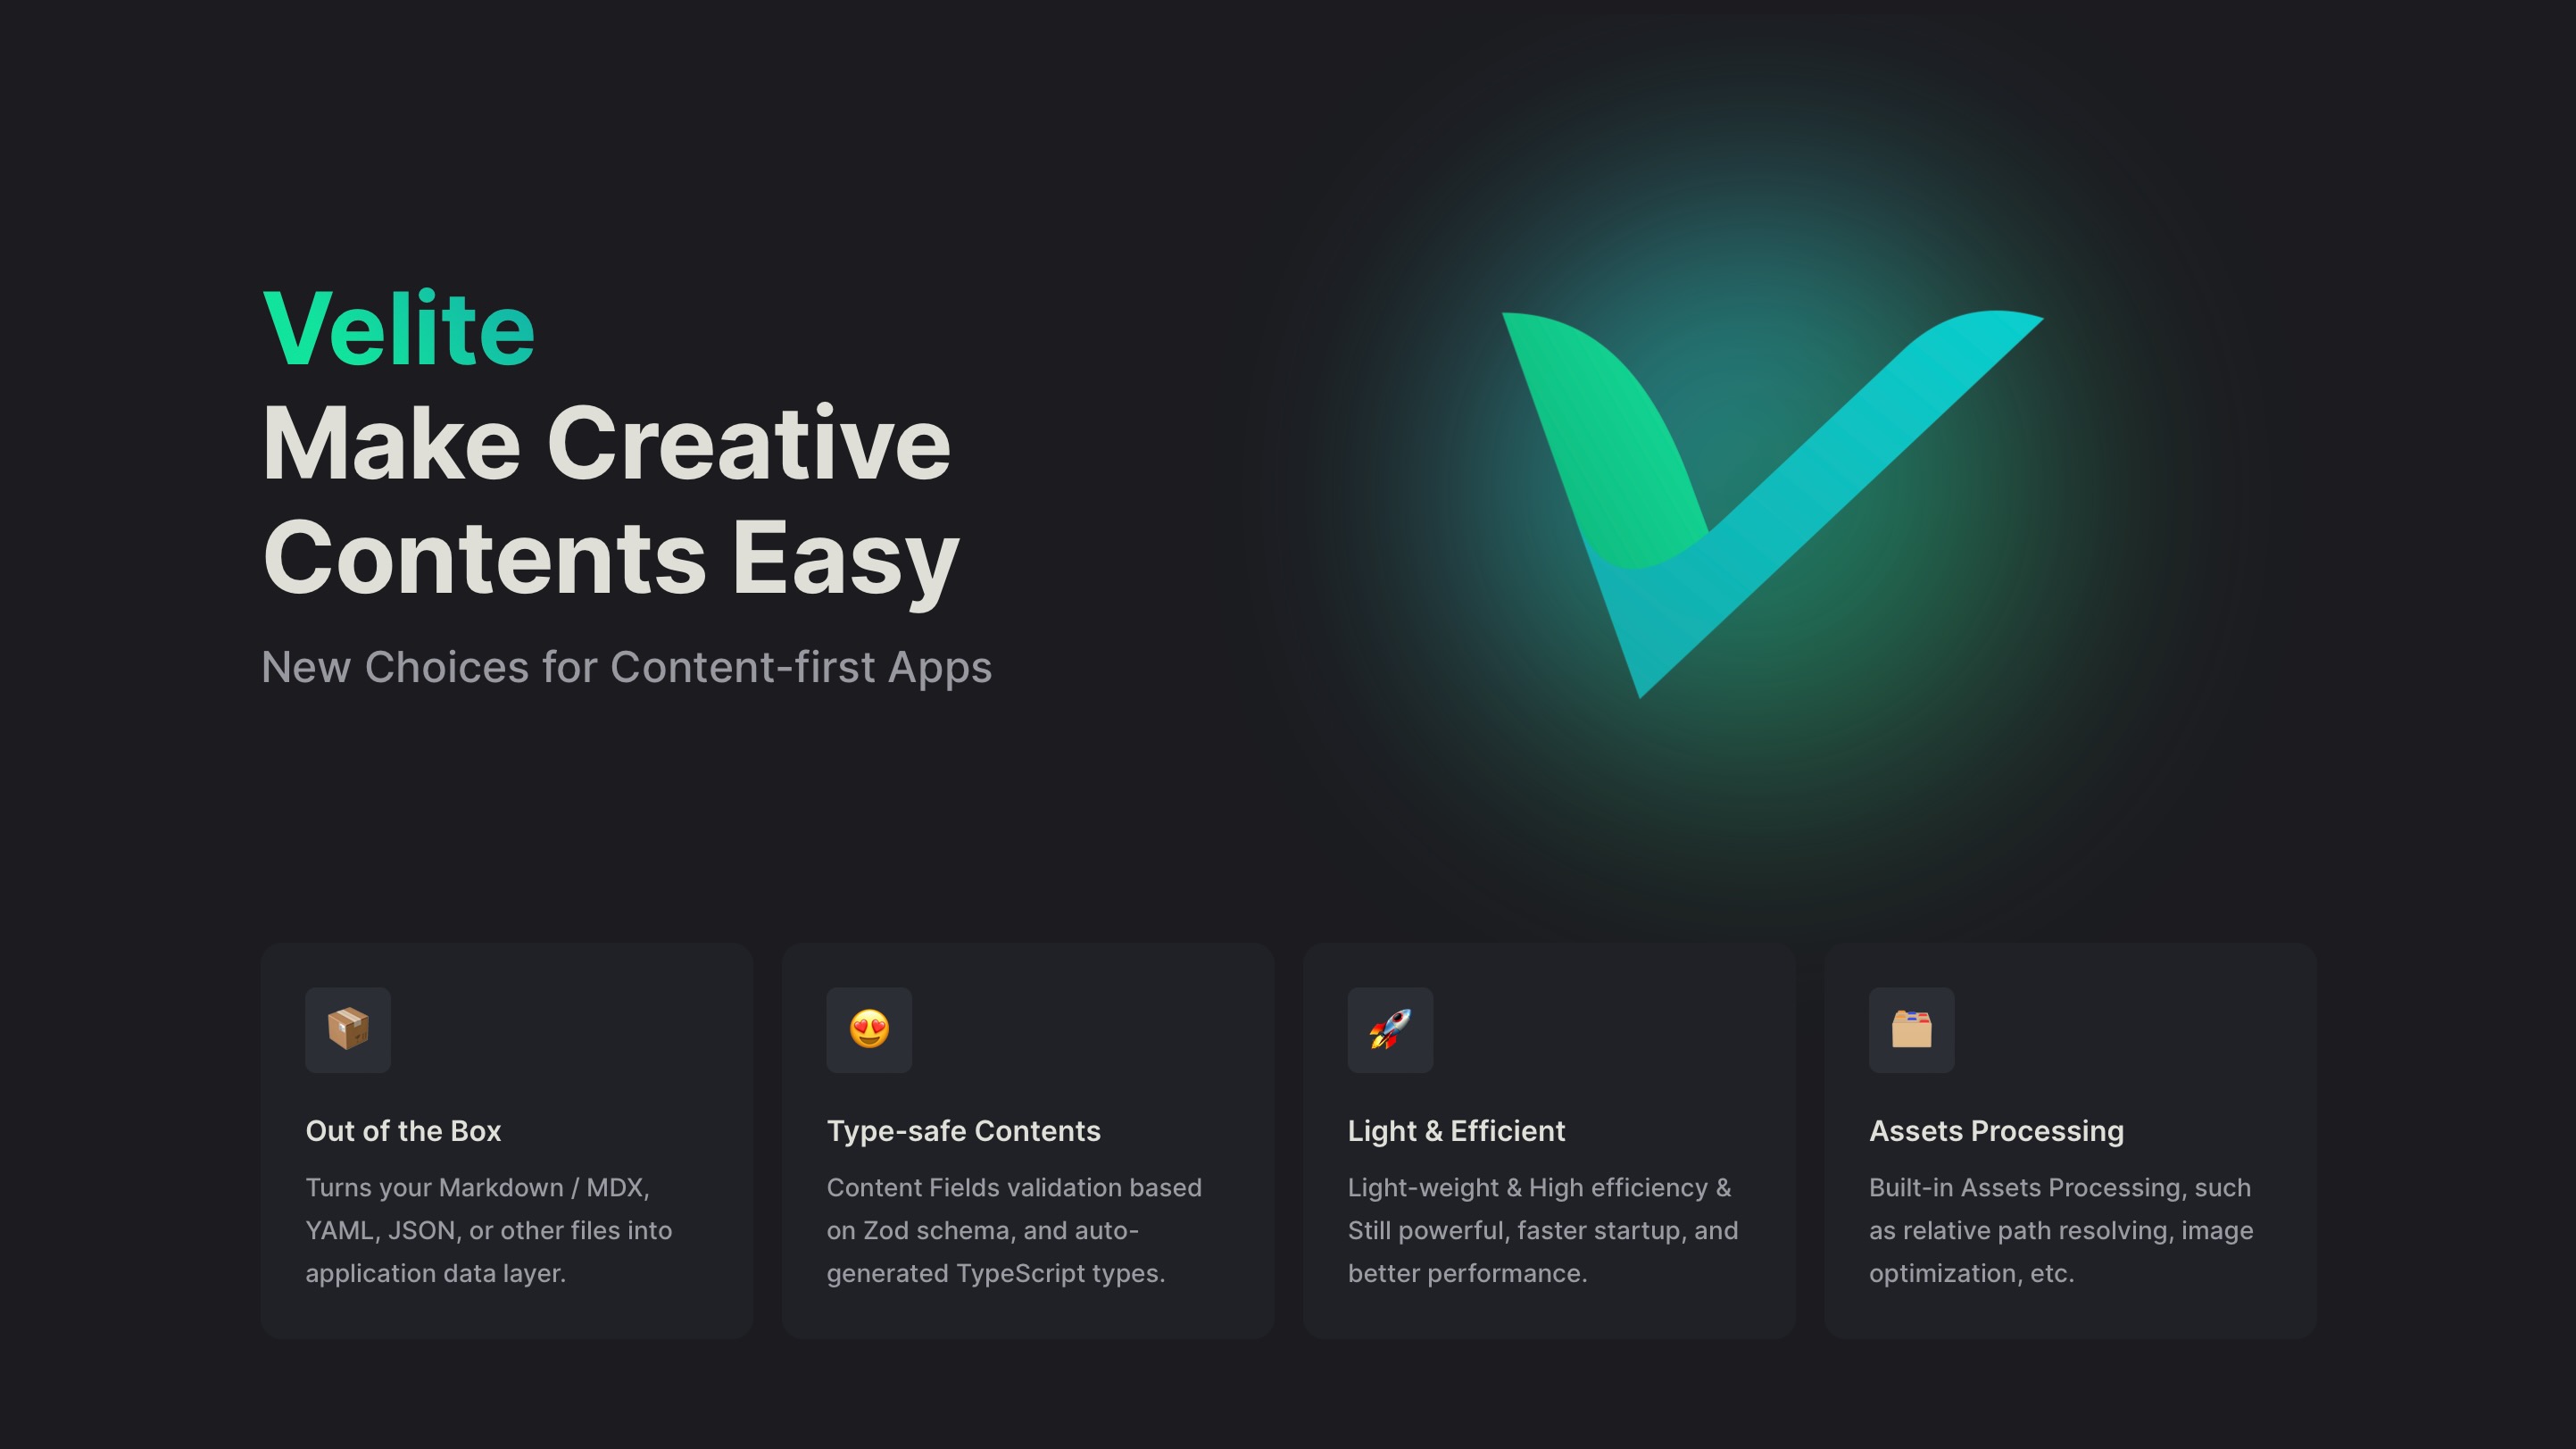 Velite
Make Creative
Contents Easy
New Choices for Content-first Apps
Out of the Box
Turns your Markdown / MDX,
YAML, JSON, or other files into
application data layer.
Type-safe Contents
Content Fields validation based
on Zod schema, and auto-
generated TypeScript types.
Light & Efficient
Light-weight & High efficiency &
Still powerful, faster startup, and
better performance.
Assets Processing
Built-in Assets Processing, such
as relative path resolving, image
optimization, etc.